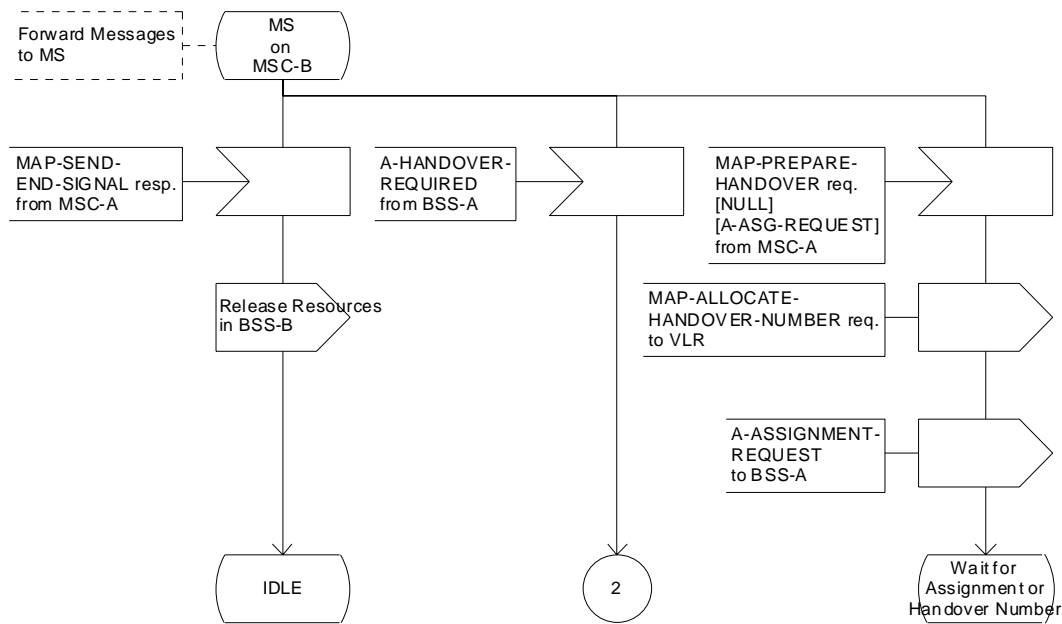 Forward Messages
to MS
MS
on
MSC-B
MAP-SEND-
END-SIGNAL resp.
from MSC-A
A-HANDOVER-
REQUIRED
from BSS-A
MAP-PREPARE-
HANDOVER req.
[NULL]
[A-ASG-REQUEST]
from MSC-A
Release Resources
in BSS-B
MAP-ALLOCATE-
HANDOVER-NUMBER req.
to VLR
A-ASSIGNMENT-
REQUEST
to BSS-A
IDLE
2
Wait for
Assignment or
Handover Number